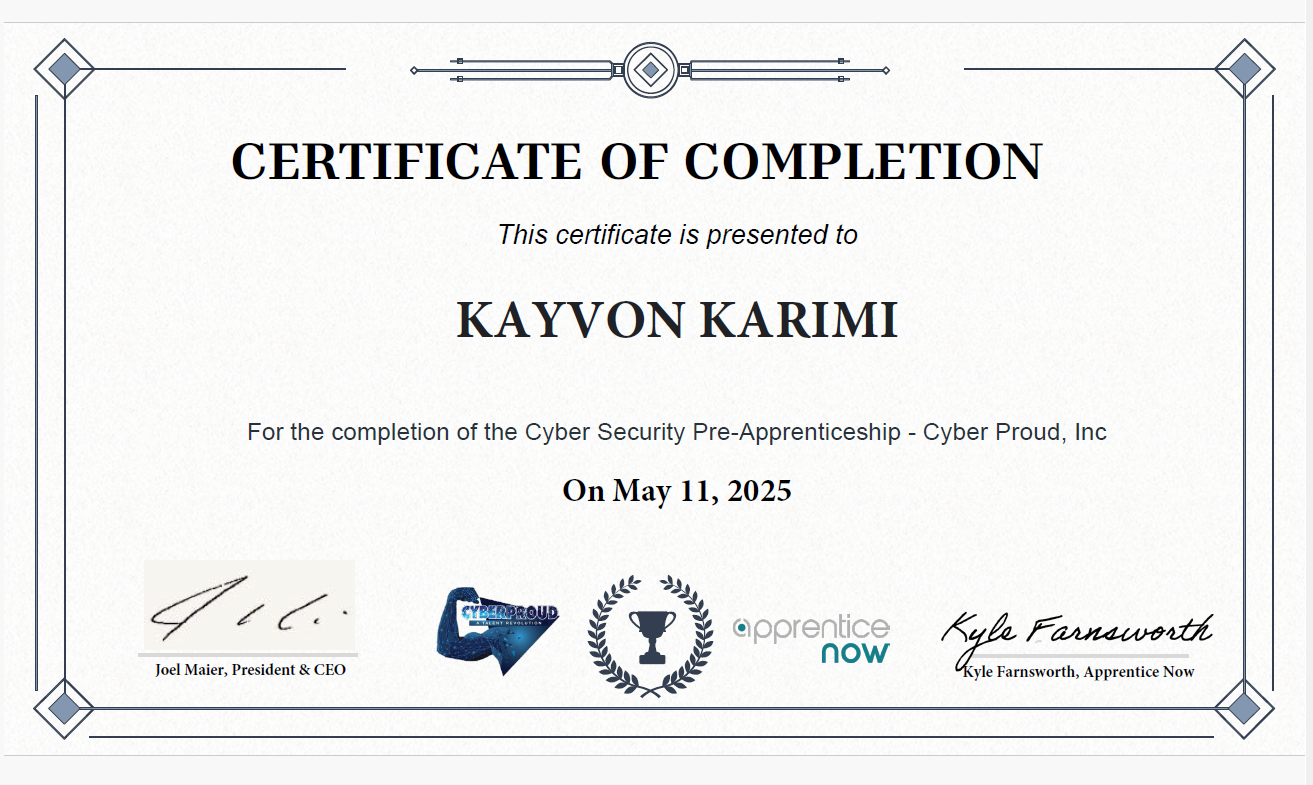 CERTIFICATE OF COMPLETION
This certificate is presented to
KAYVON KARIMI
For the completion of the Cyber Security Pre-Apprenticeship - Cyber Proud, Inc
On May 11, 2025
CYBERPROUD
A TALENT REVOLUTION
apprentice
now
Kyle Farnsworth
Joel Maier, President & CEO
Kyle Farnsworth, Apprentice Now